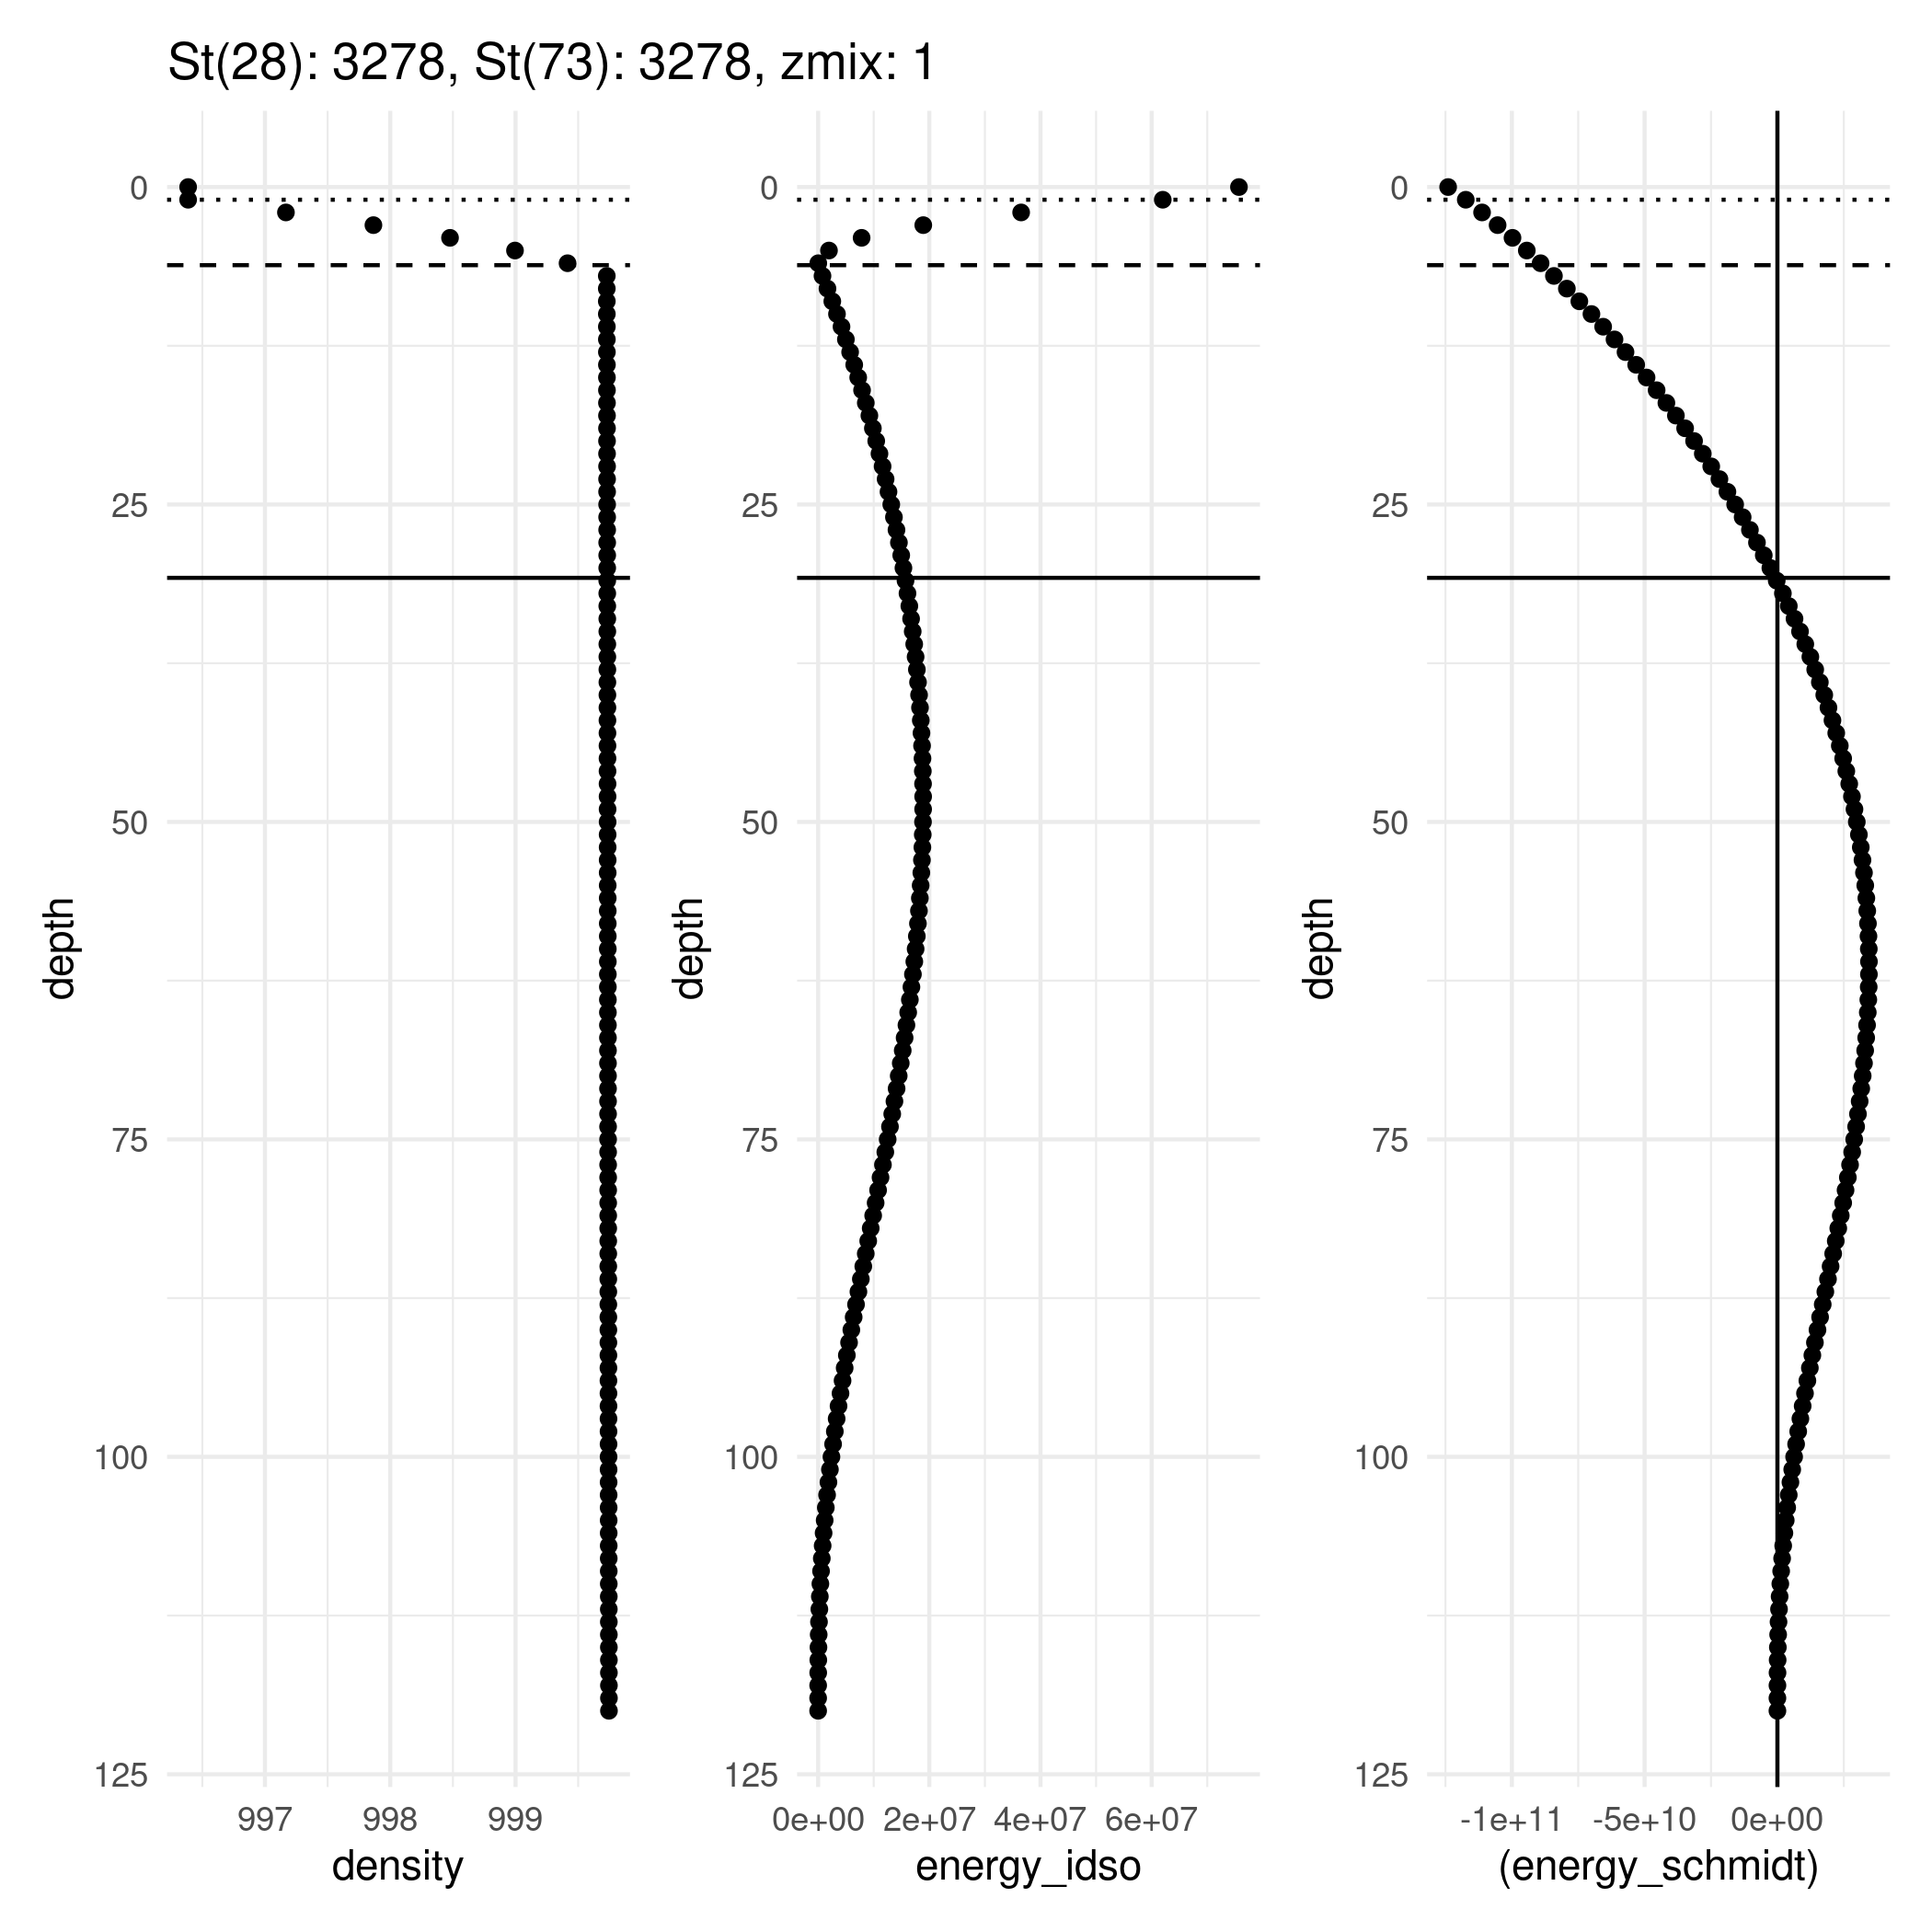 St(28): 3278, St(73): 3278, zmix: 1
depth
0
25
50
75
100
125
997 998 999
density
depth
0
25
50
75
100
125
0e+00 2e+07 4e+07 6e+07
energy_idso
depth
0
25
50
75
100
125
-1e+11 -5e+10 0e+00
(energy_schmidt)